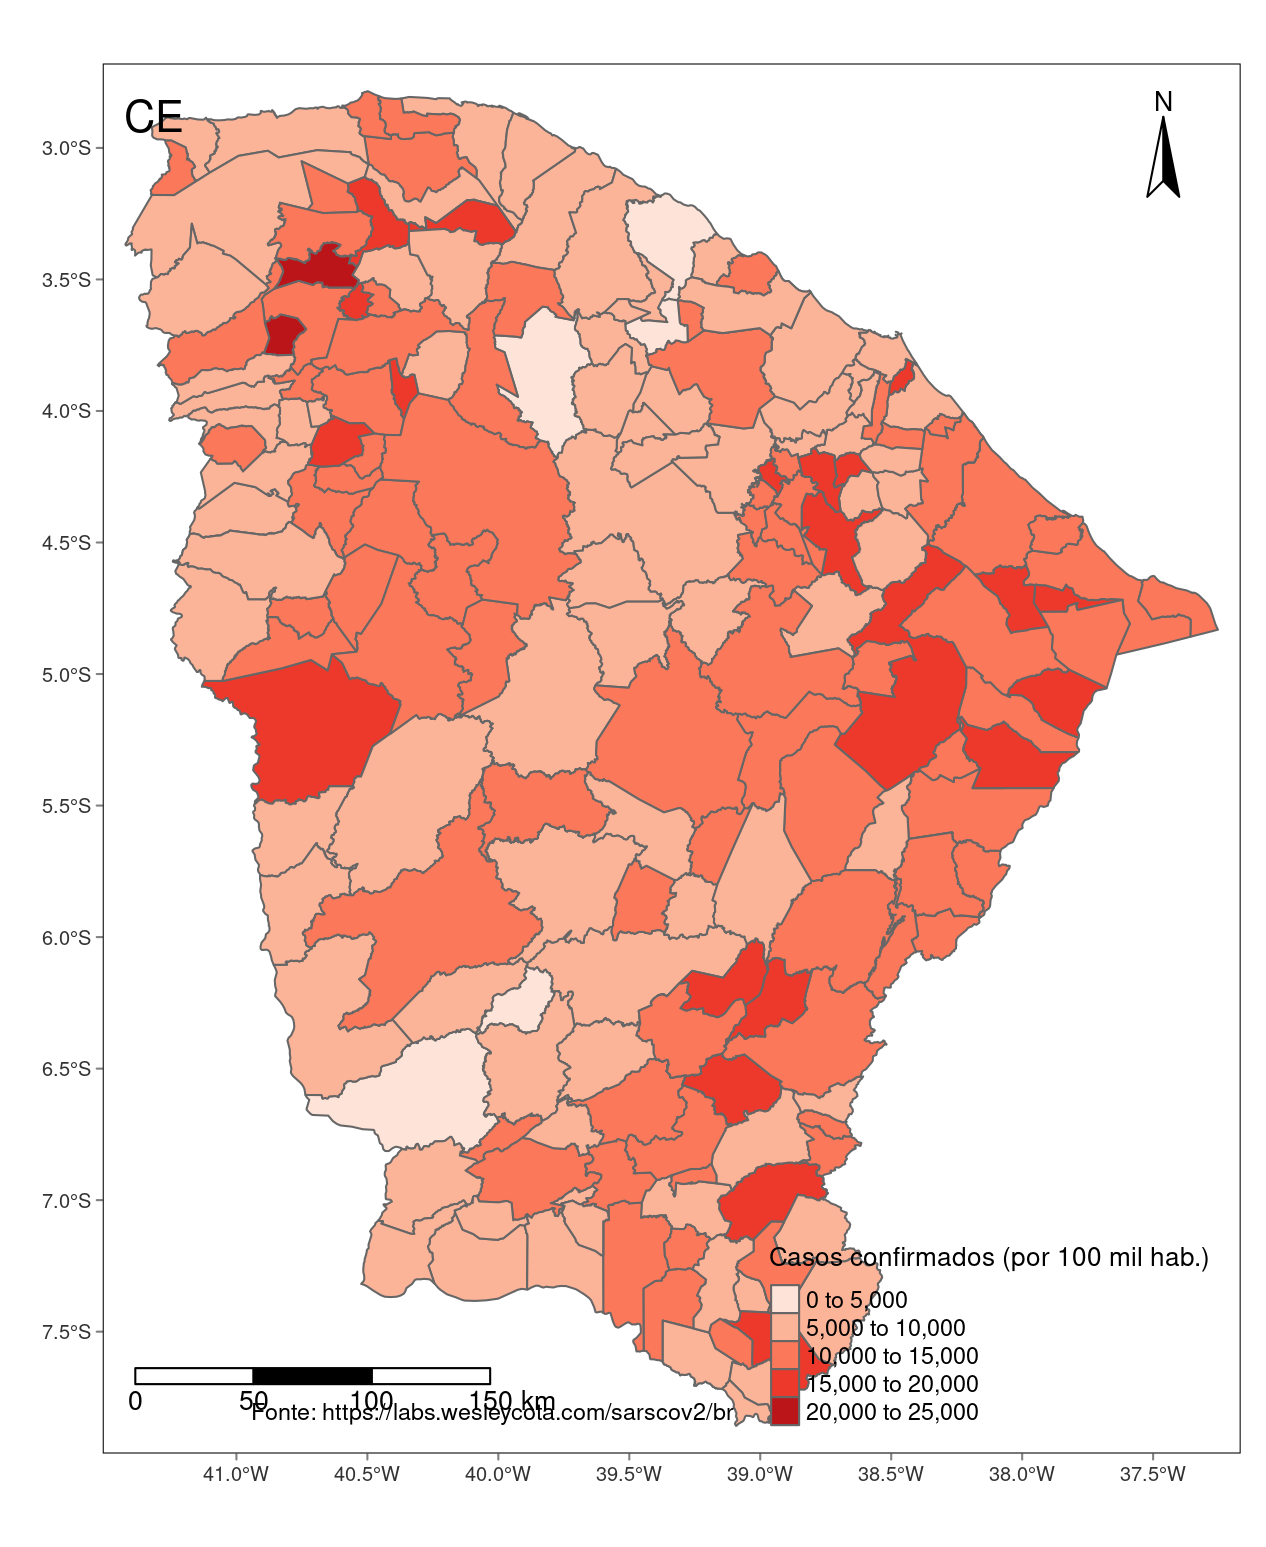 CE
N
3.0°S
3.5°S
4.0°S
4.5°S
5.0°S
5.5°S
6.0°S
6.5°S
7.0°S
7.5°S
Casos confirmados (por 100 mil hab.)
0 to 5,000
5,000 to 10,000
10,000 to 15,000
15,000 to 20,000
20,000 to 25,000
0 50 100 150 km
Fonte: https://labs.wesleycota.com/sarscov2/br
41.0°W 40.5°W 40.0°W 39.5°W 39.0°W 38.5°W 38.0°W 37.5°W